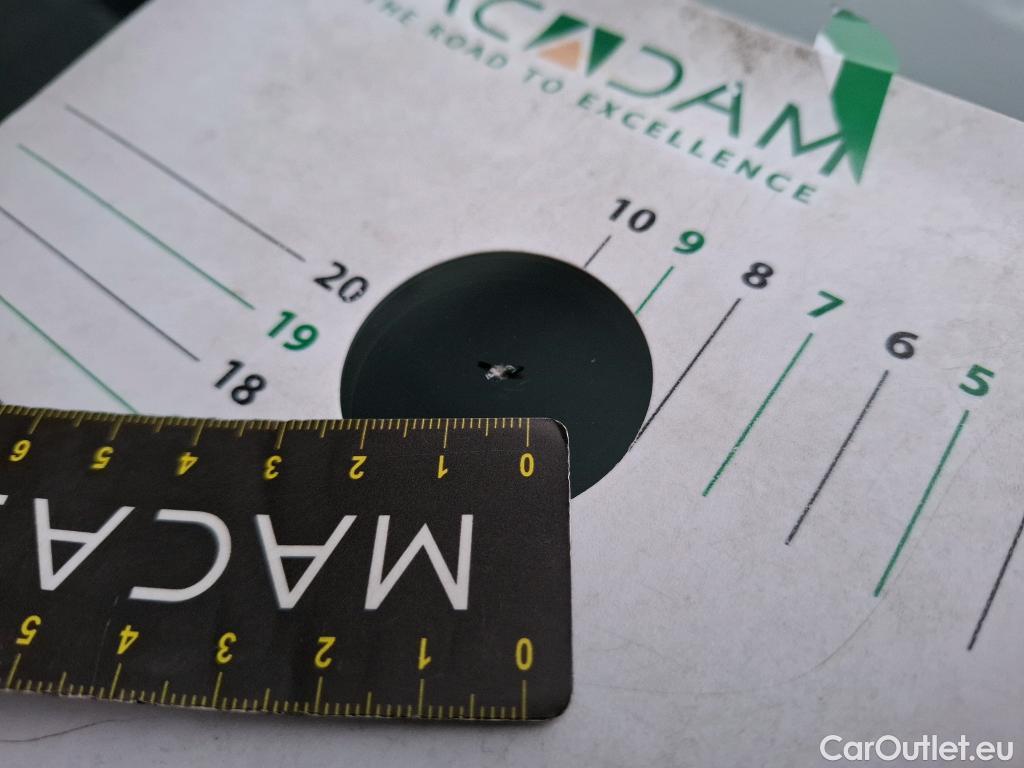 ACADAM
THE ROAD TO EXCELLENCE
10 9 8 7 6 5
20
19
18
0 1 2 3 4 5 6
MACA
0 1 2 3 4 5
CarOutlet.eu